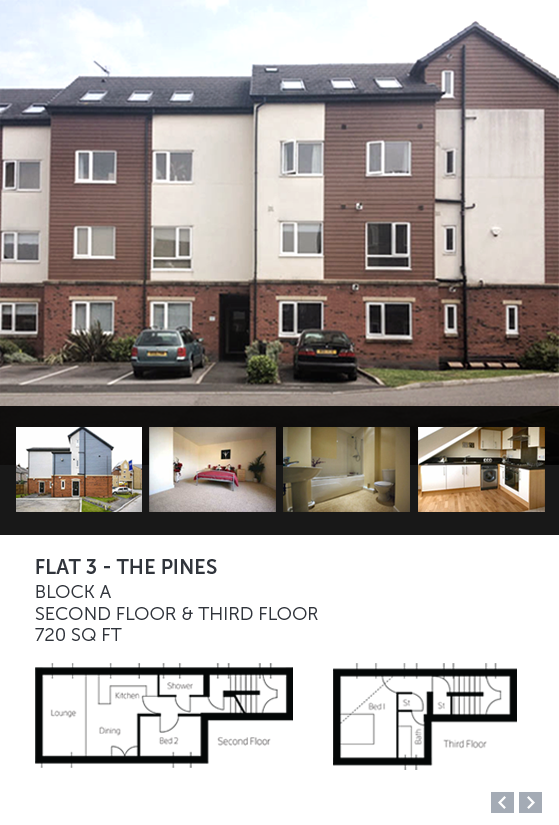 FLAT 3 - THE PINES
BLOCK A
SECOND FLOOR & THIRD FLOOR
720 SQ FT
Shower
Kitchen
Lounge
Dining
Bed 2
Second Floor
Bed 1
St
St
Bath
Third Floor